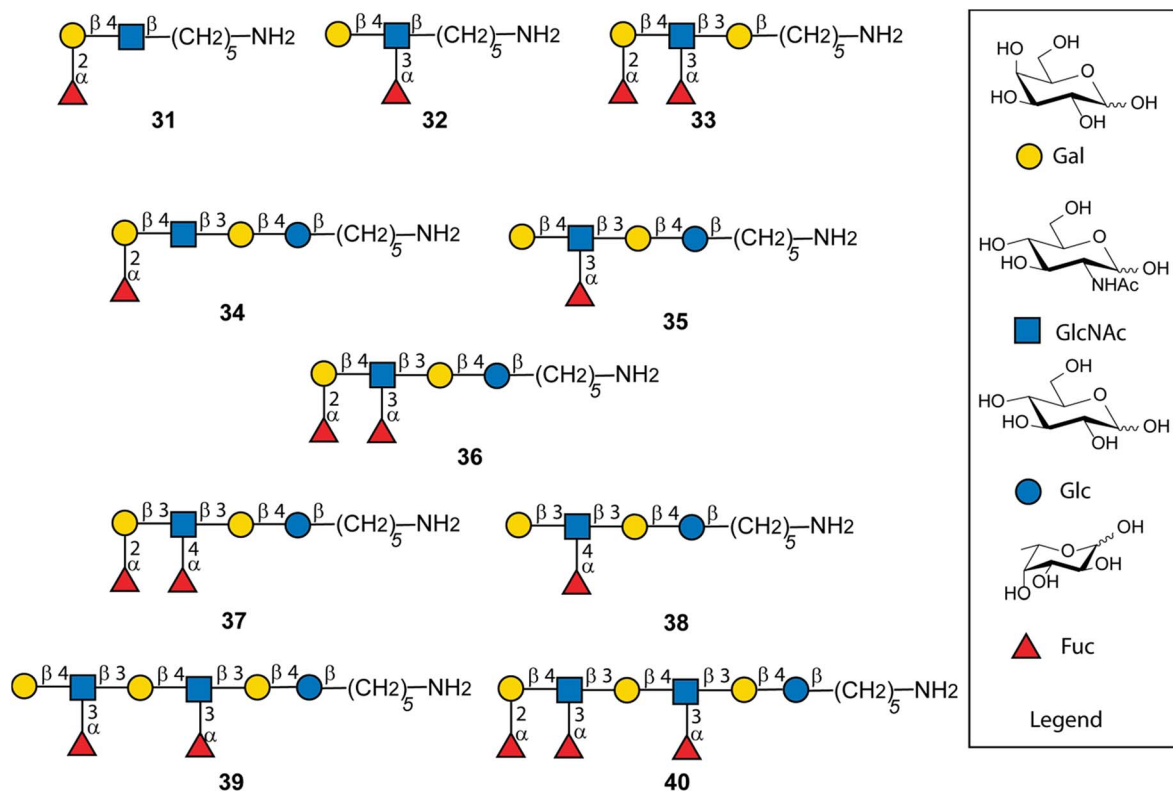 β 4 β (CH2)5 NH2
2
α
31
β 4 β (CH2)5 NH2
3
α
32
β 4 β 3 β (CH2)5 NH2
2 3
α α
33
β 4 β 3 β 4 β (CH2)5 NH2
2
α
34
β 4 β 3 β 4 β (CH2)5 NH2
3
α
35
β 4 β 3 β 4 β (CH2)5 NH2
2 3
α α
36
β 3 β 3 β 4 β (CH2)5 NH2
2 4
α α
37
β 3 β 3 β 4 β (CH2)5 NH2
4
α
38
β 4 β 3 β 4 β 3 β 4 β (CH2)5 NH2
3 3
α α
39
β 4 β 3 β 4 β 3 β 4 β (CH2)5 NH2
2 3 3
α α α
40
HO OH
O
HO OH
OH
Gal
OH
HO O
HO OH
NHAc
GlcNAc
OH
HO O
HO OH
OH
Glc
OH
O
OH OH
HO
Fuc
Legend